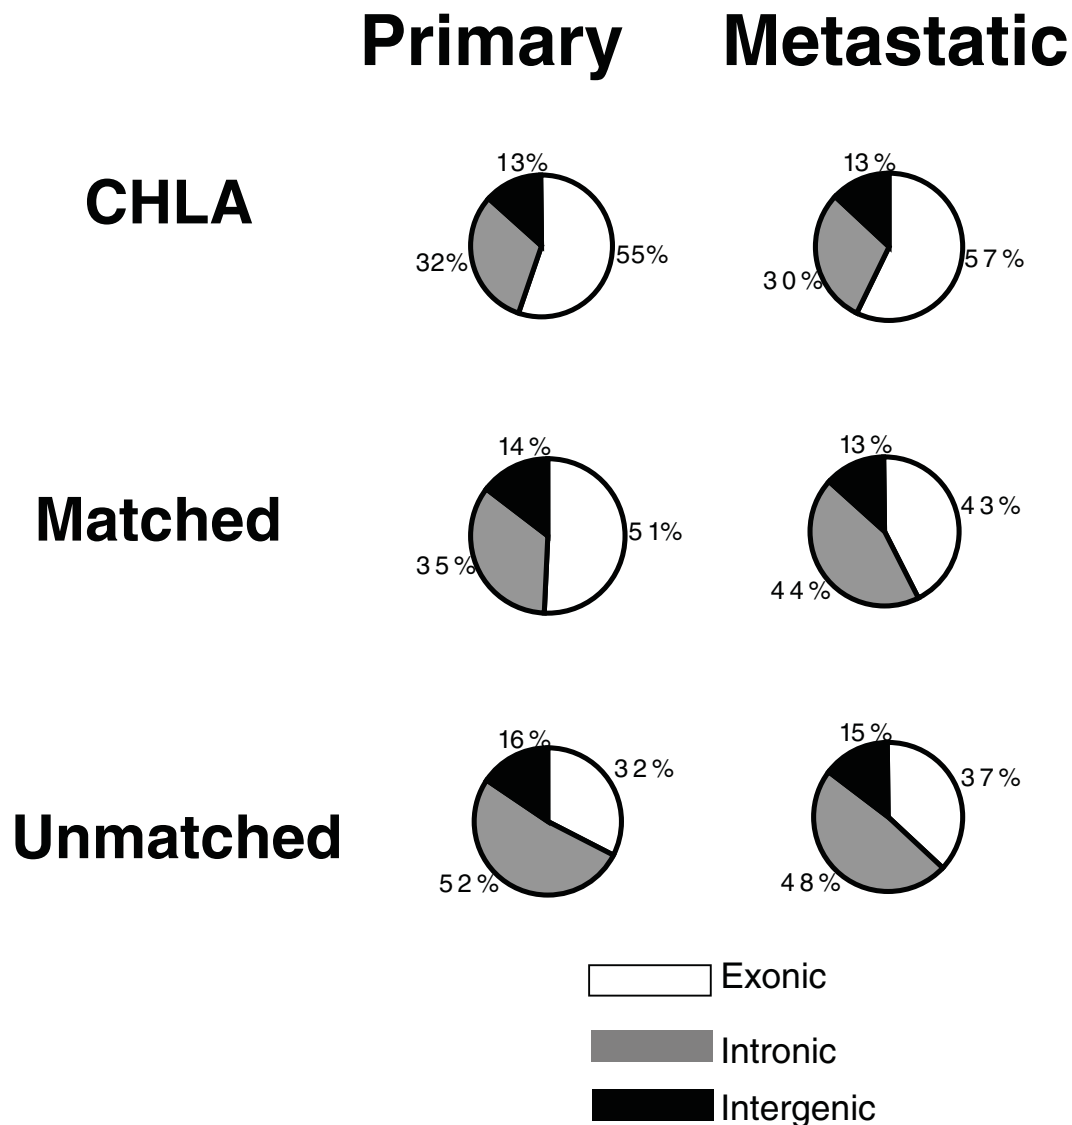 Primary Metastatic
13% 13%
CHLA
32% 55% 30% 57%
14% 13%
Matched
35% 51% 44% 43%
16% 15%
Unmatched
52% 32% 48% 37%
Exonic
Intronic
Intergenic